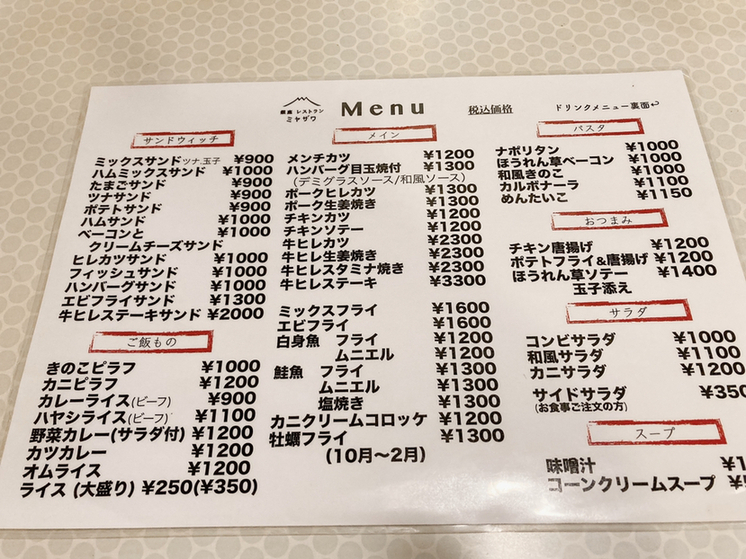 銀座 レストラン
ミヤザワ
Menu
税込価格
ドリンクメニュー裏面↩
サンドウィッチ
ミックスサンド ツナ.玉子 ¥900
ハムミックスサンド ¥1000
たまごサンド ¥900
ツナサンド ¥900
ポテトサンド ¥900
ハムサンド ¥1000
ベーコンと ¥1000
クリームチーズサンド
ヒレカツサンド ¥1000
フィッシュサンド ¥1000
ハンバーグサンド ¥1000
エビフライサンド ¥1300
牛ヒレステーキサンド ¥2000
ご飯もの
きのこピラフ ¥1000
カニピラフ ¥1200
カレーライス(ビーフ) ¥900
ハヤシライス(ビーフ) ¥1100
野菜カレー(サラダ付) ¥1200
カツカレー ¥1200
オムライス ¥1200
ライス (大盛り) ¥250(¥350)
メイン
メンチカツ ¥1200
ハンバーグ目玉焼付 ¥1300
(デミグラスソース/和風ソース)
ポークヒレカツ ¥1300
ポーク生姜焼き ¥1300
チキンカツ ¥1200
チキンソテー ¥1200
牛ヒレカツ ¥2300
牛ヒレ生姜焼き ¥2300
牛ヒレスタミナ焼き ¥2300
牛ヒレステーキ ¥3300
ミックスフライ ¥1600
エビフライ ¥1600
白身魚 フライ ¥1200
ムニエル ¥1200
鮭魚 フライ ¥1300
ムニエル ¥1300
塩焼き ¥1300
カニクリームコロッケ ¥1200
牡蠣フライ ¥1300
(10月〜2月)
パスタ
ナポリタン ¥1000
ほうれん草ベーコン ¥1000
和風きのこ ¥1000
カルボナーラ ¥1100
めんたいこ ¥1150
おつまみ
チキン唐揚げ ¥1200
ポテトフライ&唐揚げ ¥1200
ほうれん草ソテー ¥1400
玉子添え
サラダ
コンビサラダ ¥1000
和風サラダ ¥1100
カニサラダ ¥1200
サイドサラダ ¥350
(お食事ご注文の方)
スープ
味噌汁
コーンクリームスープ